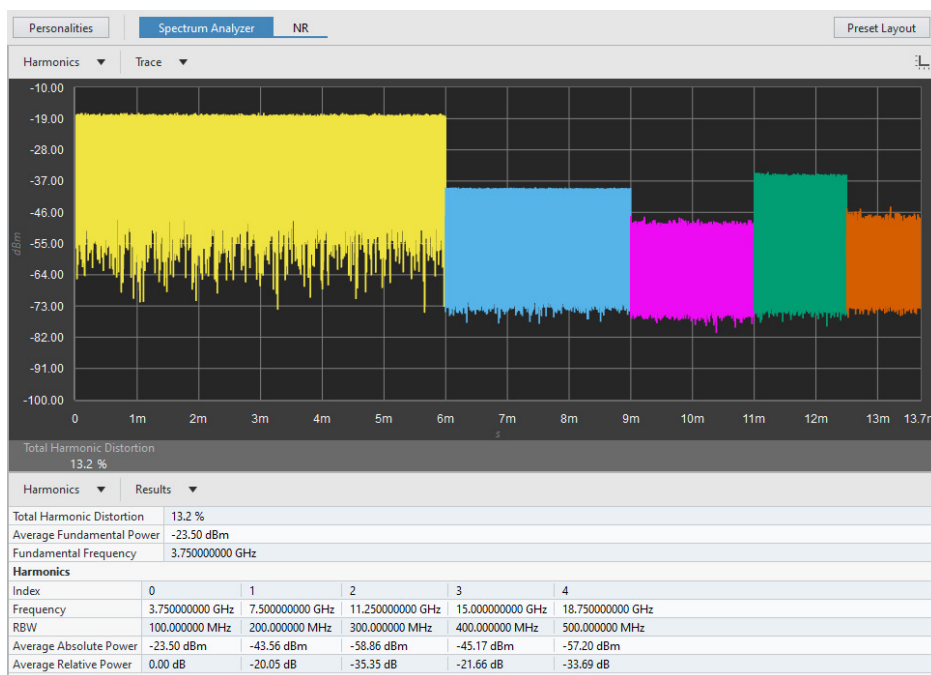 Personalities Spectrum Analyzer NR Preset Layout
Harmonics Trace
-10.00
-19.00
-28.00
-37.00
-46.00
-55.00
-64.00
-73.00
-82.00
-91.00
-100.00
dBm
0 1m 2m 3m 4m 5m 6m 7m 8m 9m 10m 11m 12m 13m 13.7m
s
Total Harmonic Distortion
13.2 %
Harmonics Results
Total Harmonic Distortion 13.2 %
Average Fundamental Power -23.50 dBm
Fundamental Frequency 3.750000000 GHz
Harmonics
Index 0 1 2 3 4
Frequency 3.750000000 GHz 7.500000000 GHz 11.250000000 GHz 15.000000000 GHz 18.750000000 GHz
RBW 100.000000 MHz 200.000000 MHz 300.000000 MHz 400.000000 MHz 500.000000 MHz
Average Absolute Power -23.50 dBm -43.56 dBm -58.86 dBm -45.17 dBm -57.20 dBm
Average Relative Power 0.00 dB -20.05 dB -35.35 dB -21.66 dB -33.69 dB